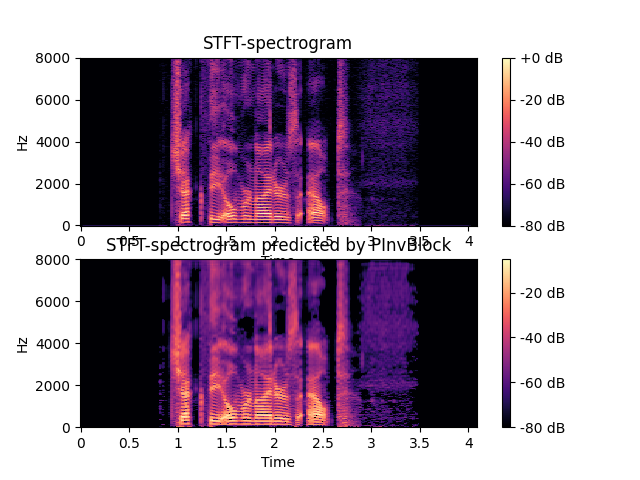 STFT-spectrogram
8000
6000
4000
2000
0
Hz
0 0.5 1 1.5 2 2.5 3 3.5 4
Time
+0 dB
-20 dB
-40 dB
-60 dB
-80 dB
STFT-spectrogram predicted by PInvBlock
8000
6000
4000
2000
0
Hz
0 0.5 1 1.5 2 2.5 3 3.5 4
Time
-20 dB
-40 dB
-60 dB
-80 dB